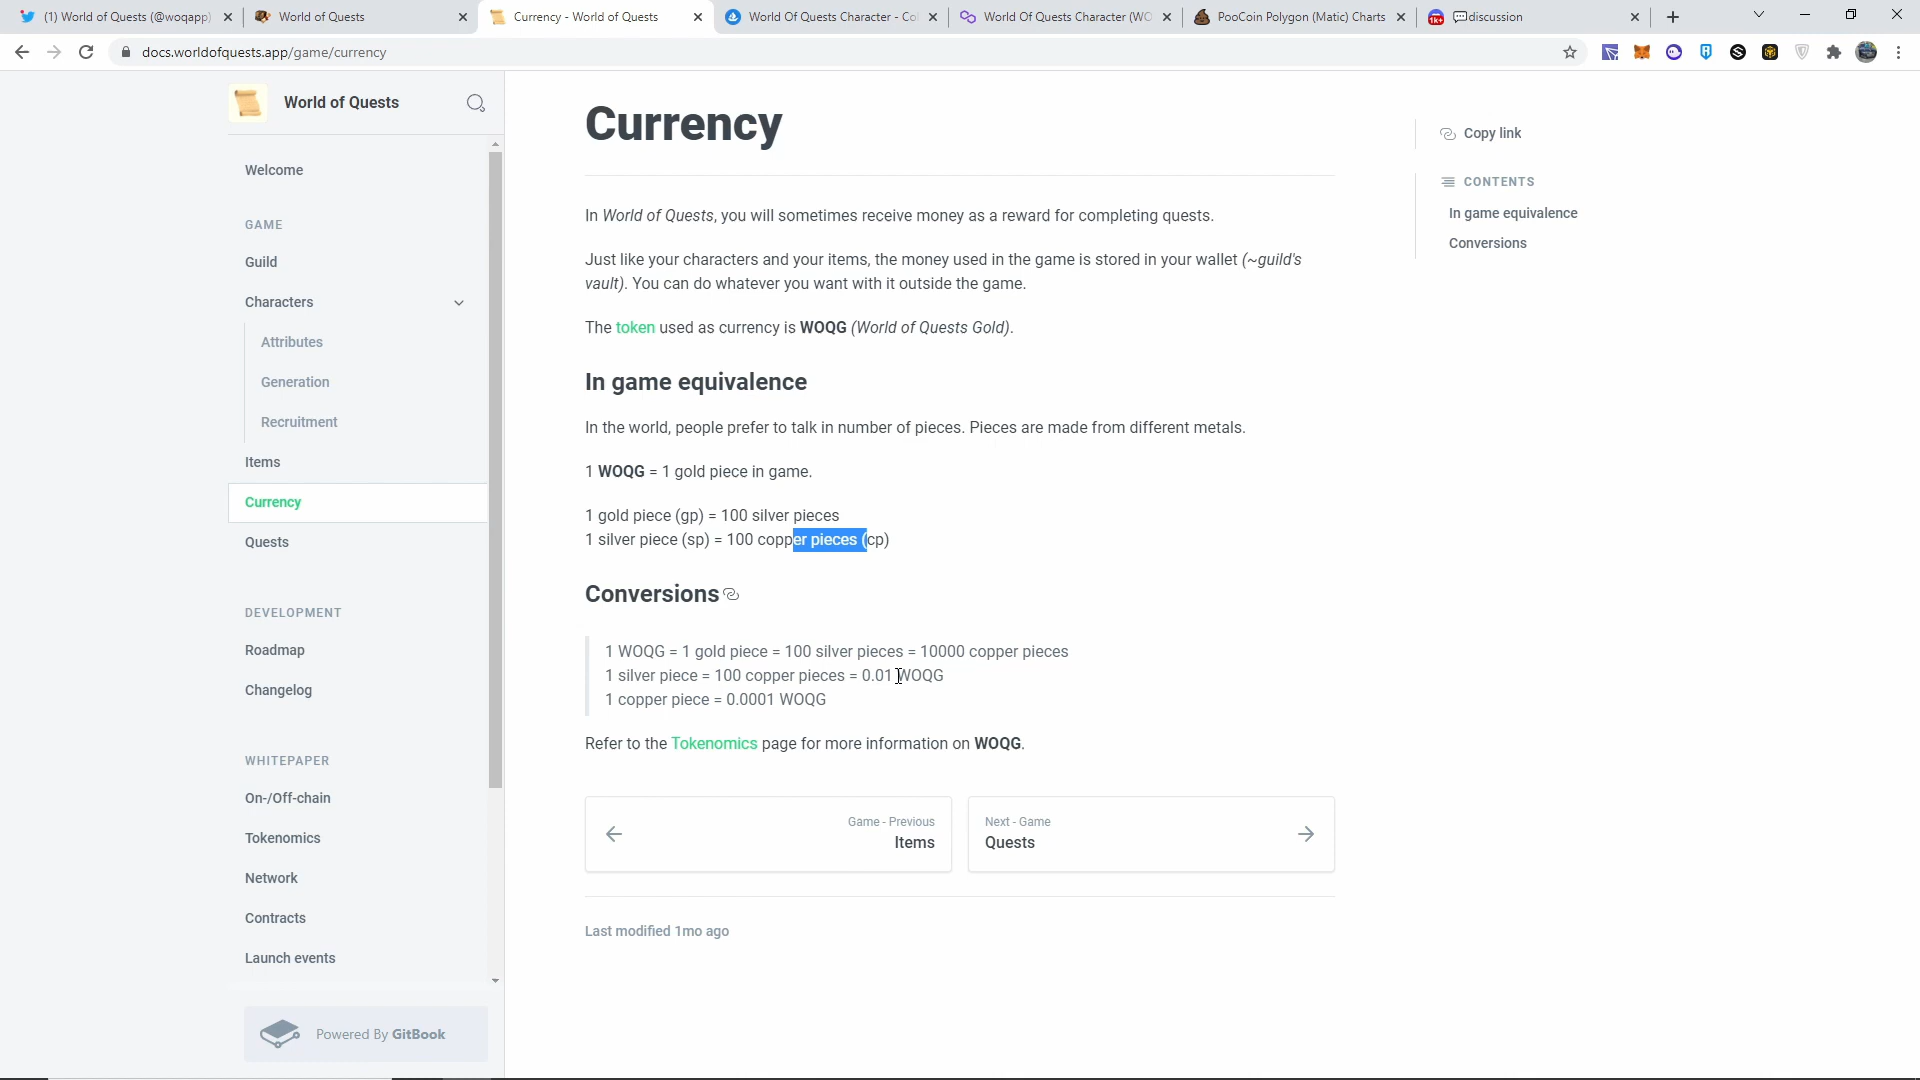 (1) World of Quests (@woqapp)
World of Quests
Currency - World of Quests
World Of Quests Character - Co
World Of Quests Character (WO
PooCoin Polygon (Matic) Charts
1k+
discussion
docs.worldofquests.app/game/currency
World of Quests
Welcome
GAME
Guild
Characters
Attributes
Generation
Recruitment
Items
Currency
Quests
DEVELOPMENT
Roadmap
Changelog
WHITEPAPER
On-/Off-chain
Tokenomics
Network
Contracts
Launch events
Powered By GitBook
Currency
In World of Quests, you will sometimes receive money as a reward for completing quests.
Just like your characters and your items, the money used in the game is stored in your wallet (~guild's
vault). You can do whatever you want with it outside the game.
The token used as currency is WOQG (World of Quests Gold).
In game equivalence
In the world, people prefer to talk in number of pieces. Pieces are made from different metals.
1 WOQG = 1 gold piece in game.
1 gold piece (gp) = 100 silver pieces
1 silver piece (sp) = 100 copper pieces (cp)
Conversions
1 WOQG = 1 gold piece = 100 silver pieces = 10000 copper pieces
1 silver piece = 100 copper pieces = 0.01 WOQG
1 copper piece = 0.0001 WOQG
Refer to the Tokenomics page for more information on WOQG.
Game - Previous
Items
Next - Game
Quests
Last modified 1mo ago
Copy link
CONTENTS
In game equivalence
Conversions